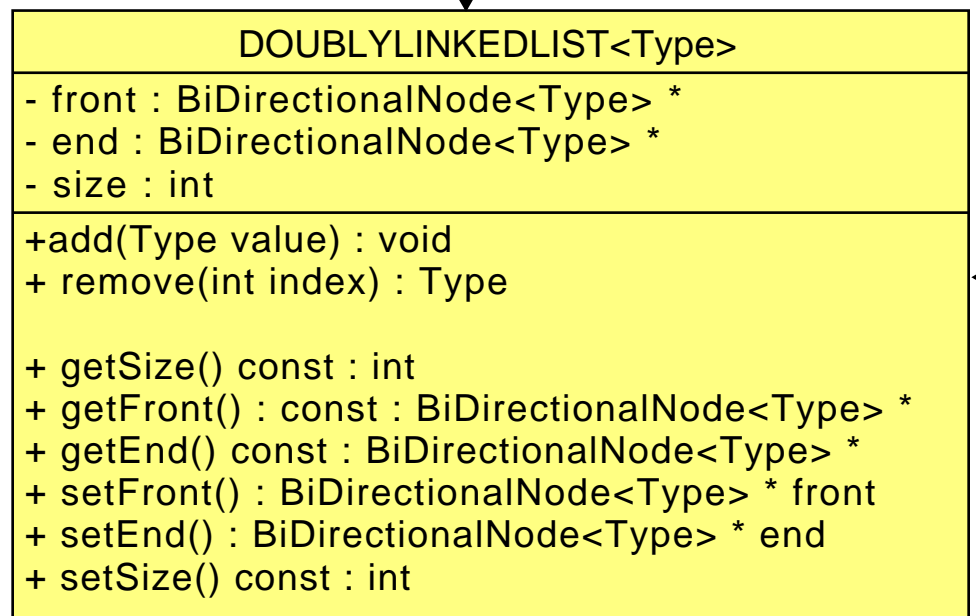 DOUBLYLINKEDLIST<Type>
- front : BiDirectionalNode<Type> *
- end : BiDirectionalNode<Type> *
- size : int
+add(Type value) : void
+ remove(int index) : Type
+ getSize() const : int
+ getFront() : const : BiDirectionalNode<Type> *
+ getEnd() const : BiDirectionalNode<Type> *
+ setFront() : BiDirectionalNode<Type> * front
+ setEnd() : BiDirectionalNode<Type> * end
+ setSize() const : int